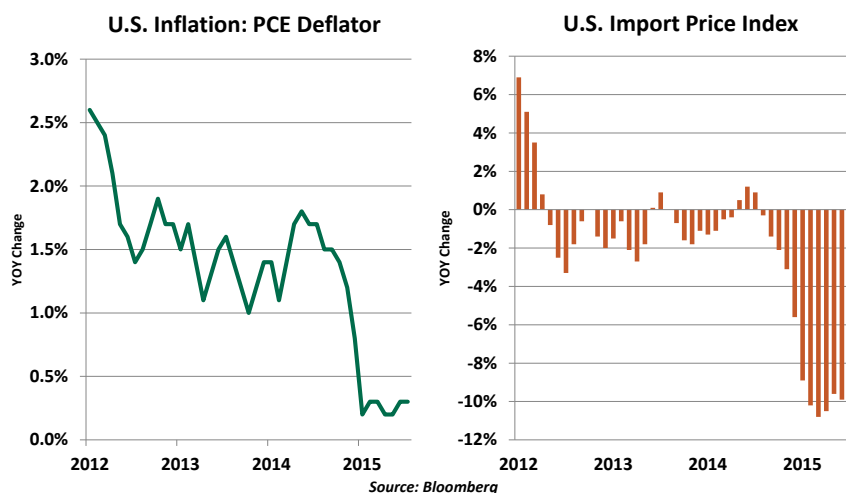 U.S. Inflation: PCE Deflator
3.0%
2.5%
2.0%
1.5%
1.0%
0.5%
0.0%
YOY Change
2012 2013 2014 2015
U.S. Import Price Index
8%
6%
4%
2%
0%
-2%
-4%
-6%
-8%
-10%
-12%
YOY Change
2012 2013 2014 2015
Source: Bloomberg